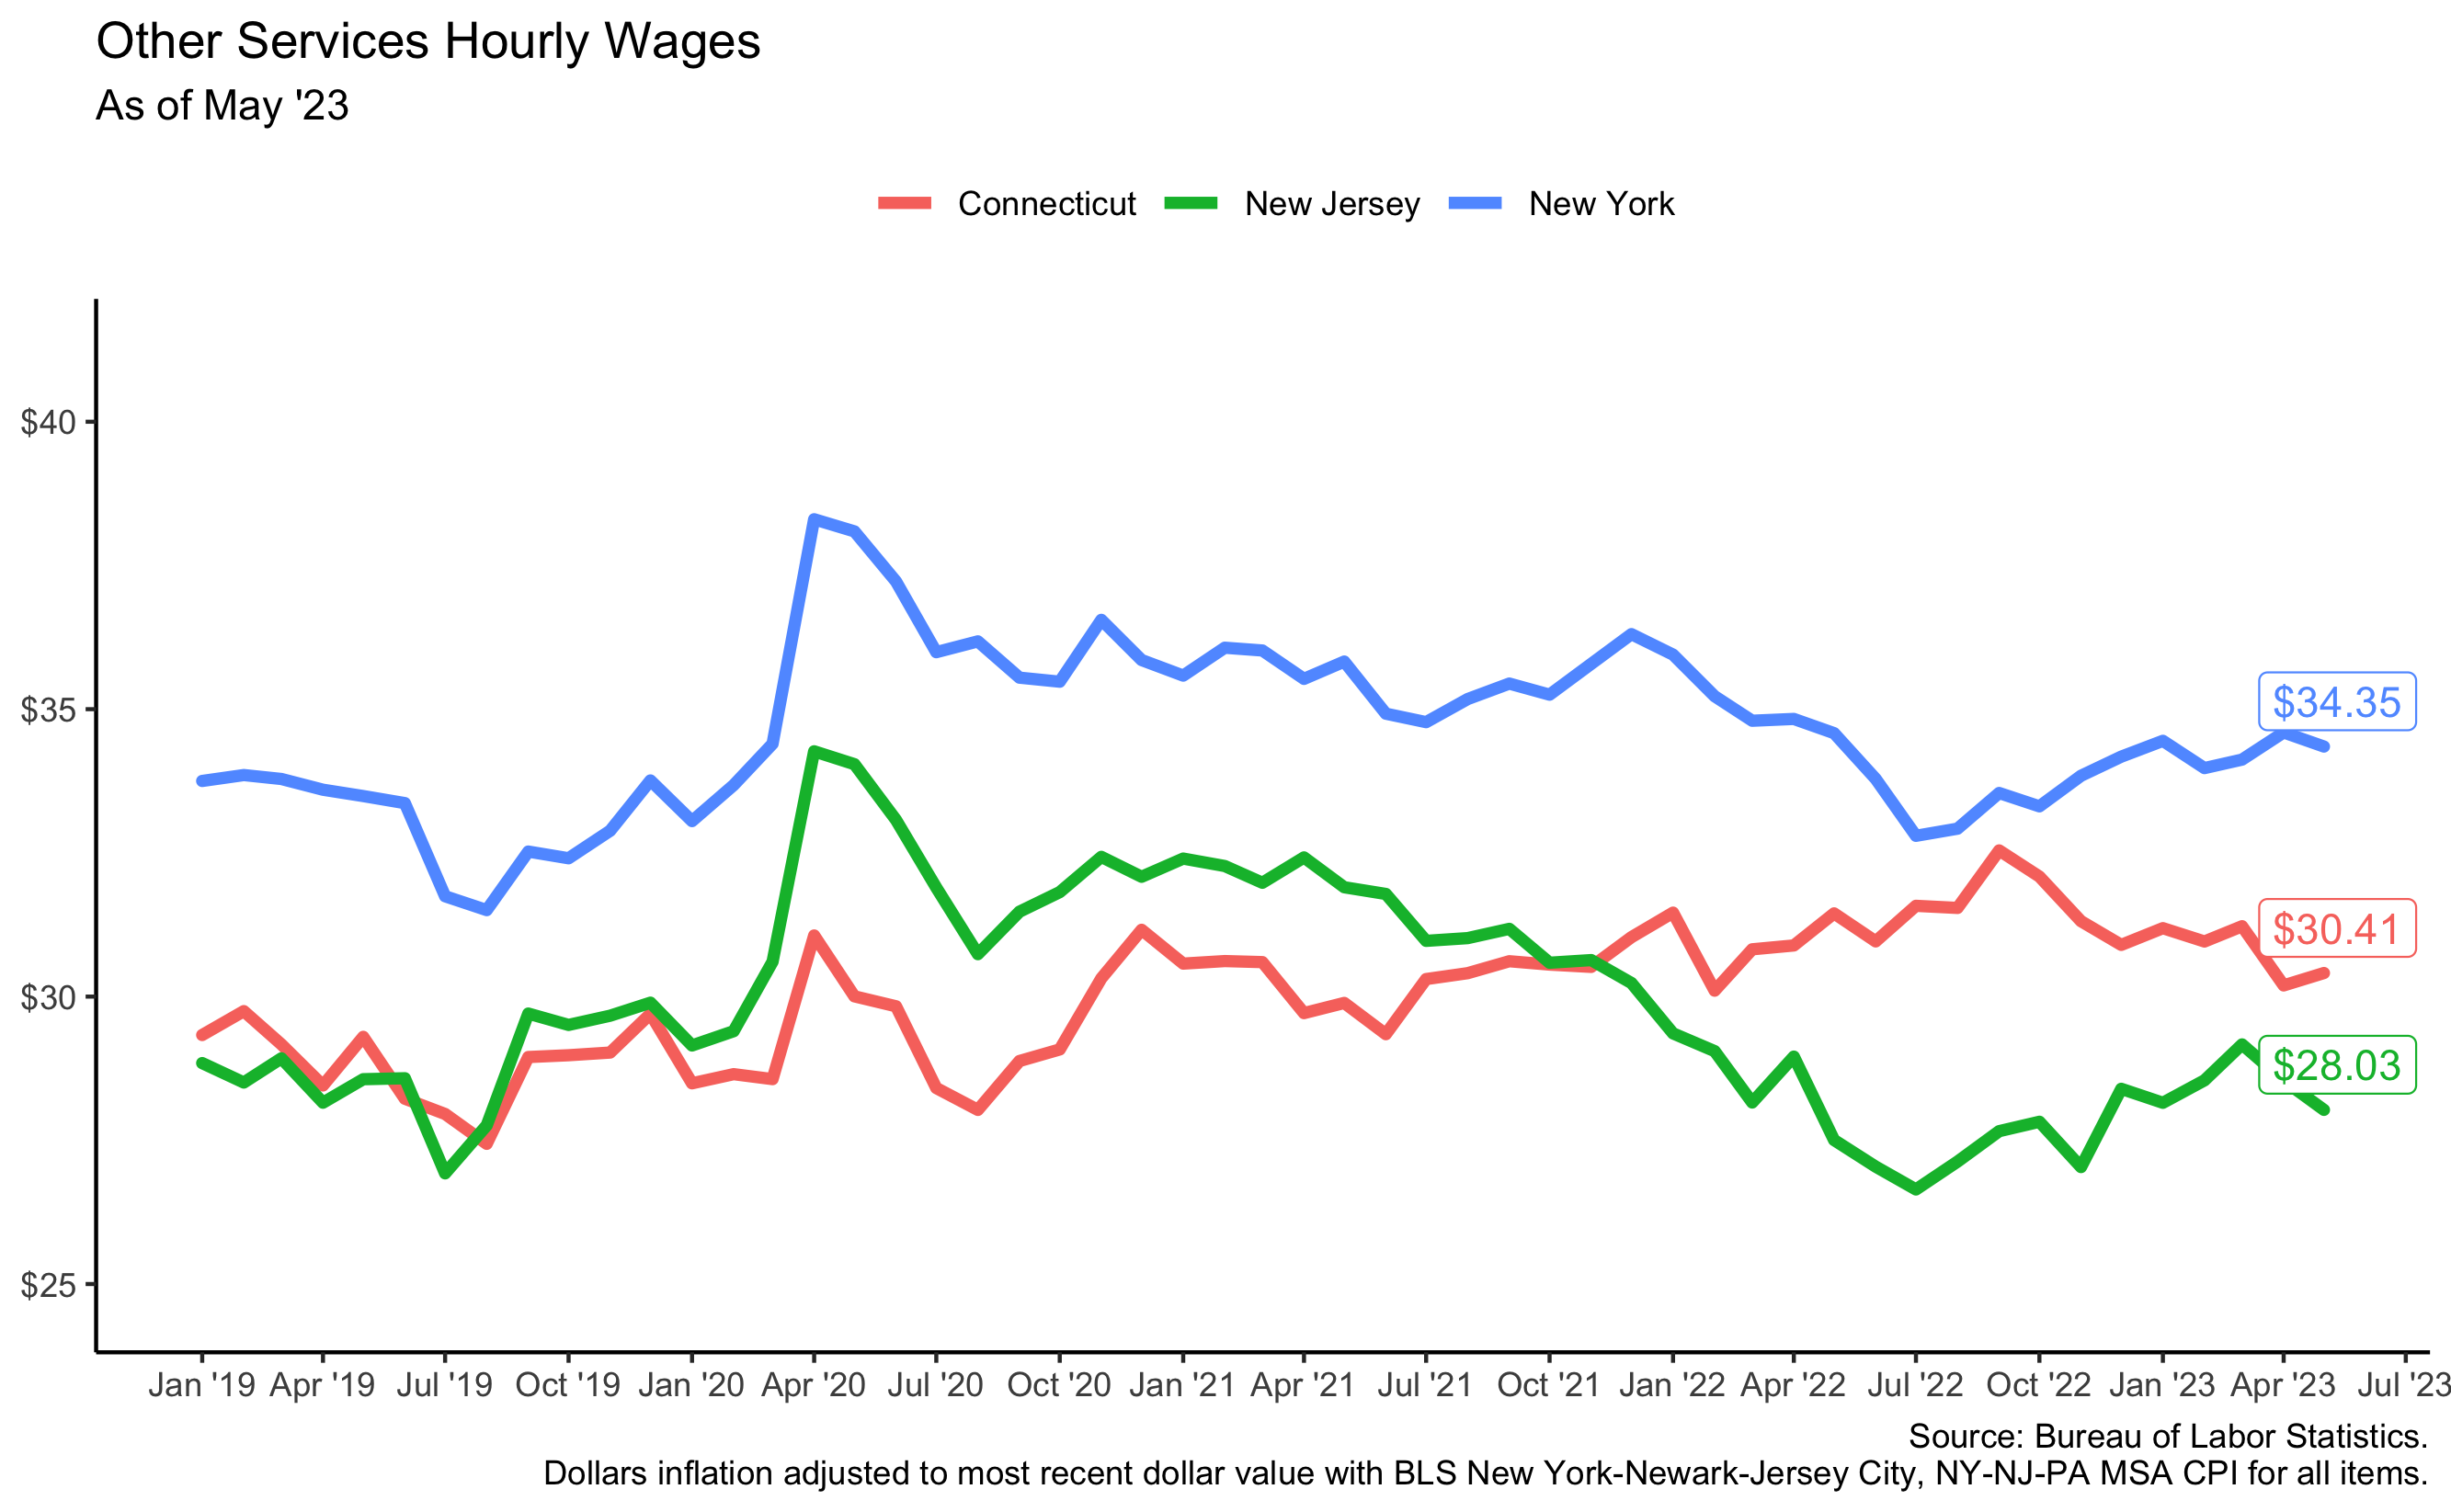 Other Services Hourly Wages
As of May '23
Connecticut New Jersey New York
$40
$35
$30
$25
$34.35
$30.41
$28.03
Jan '19 Apr '19 Jul '19 Oct '19 Jan '20 Apr '20 Jul '20 Oct '20 Jan '21 Apr '21 Jul '21 Oct '21 Jan '22 Apr '22 Jul '22 Oct '22 Jan '23 Apr '23 Jul '23
Source: Bureau of Labor Statistics.
Dollars inflation adjusted to most recent dollar value with BLS New York-Newark-Jersey City, NY-NJ-PA MSA CPI for all items.